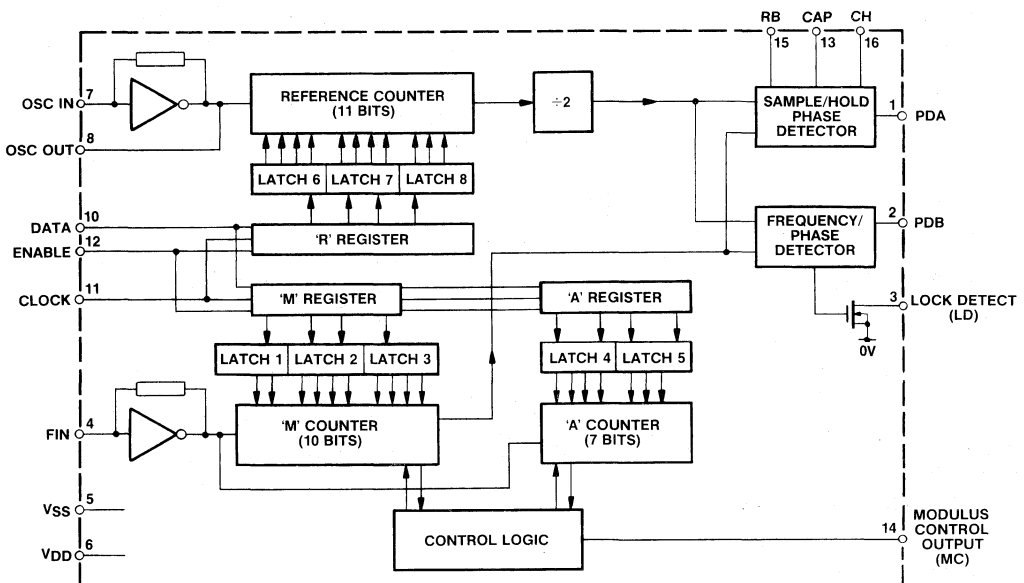 RB CAP CH
15 13 16
7
OSC IN
8
OSC OUT
REFERENCE COUNTER
(11 BITS)
÷2
SAMPLE/HOLD
PHASE
DETECTOR
1
PDA
LATCH 6 LATCH 7 LATCH 8
10
DATA
12
ENABLE
'R' REGISTER
FREQUENCY/
PHASE
DETECTOR
2
PDB
11
CLOCK
'M' REGISTER
'A' REGISTER
3
LOCK DETECT
(LD)
0V
LATCH 1 LATCH 2 LATCH 3
LATCH 4 LATCH 5
4
FIN
'M' COUNTER
(10 BITS)
'A' COUNTER
(7 BITS)
5
VSS
6
VDD
CONTROL LOGIC
14
MODULUS
CONTROL
OUTPUT
(MC)